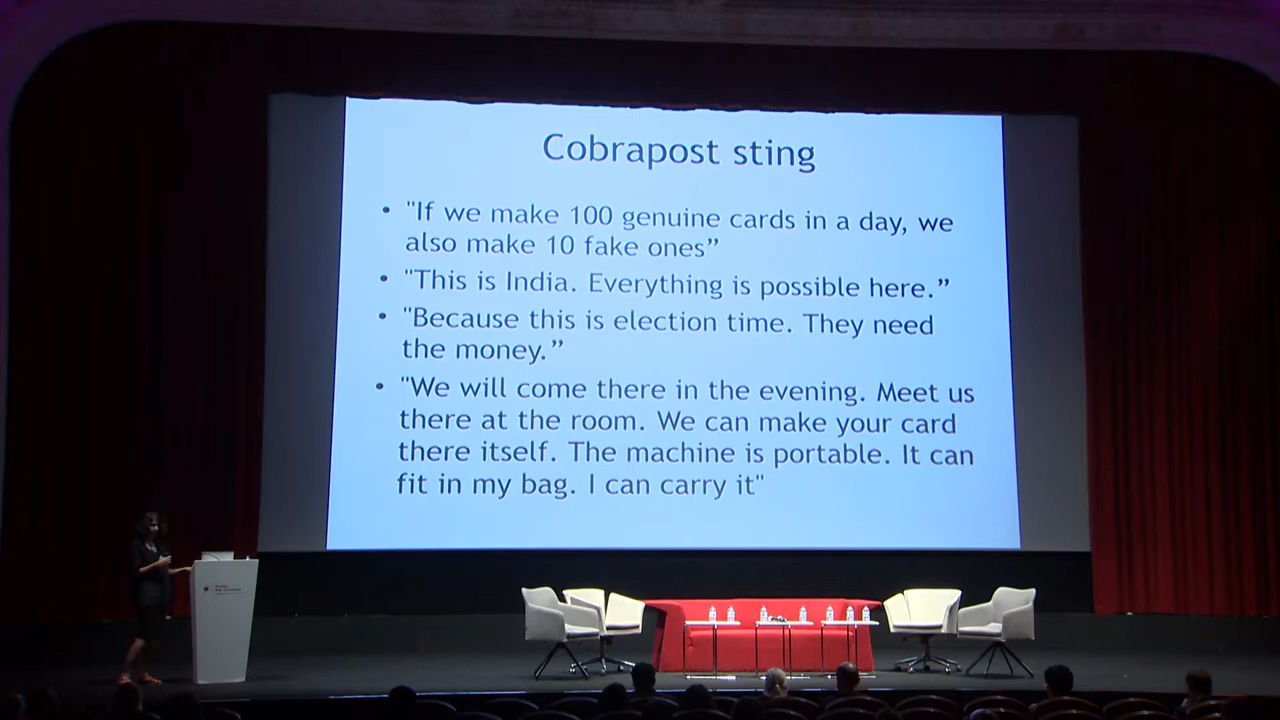 Cobrapost sting
• "If we make 100 genuine cards in a day, we
also make 10 fake ones”
• "This is India. Everything is possible here.”
• "Because this is election time. They need
the money.”
• "We will come there in the evening. Meet us
there at the room. We can make your card
there itself. The machine is portable. It can
fit in my bag. I can carry it"